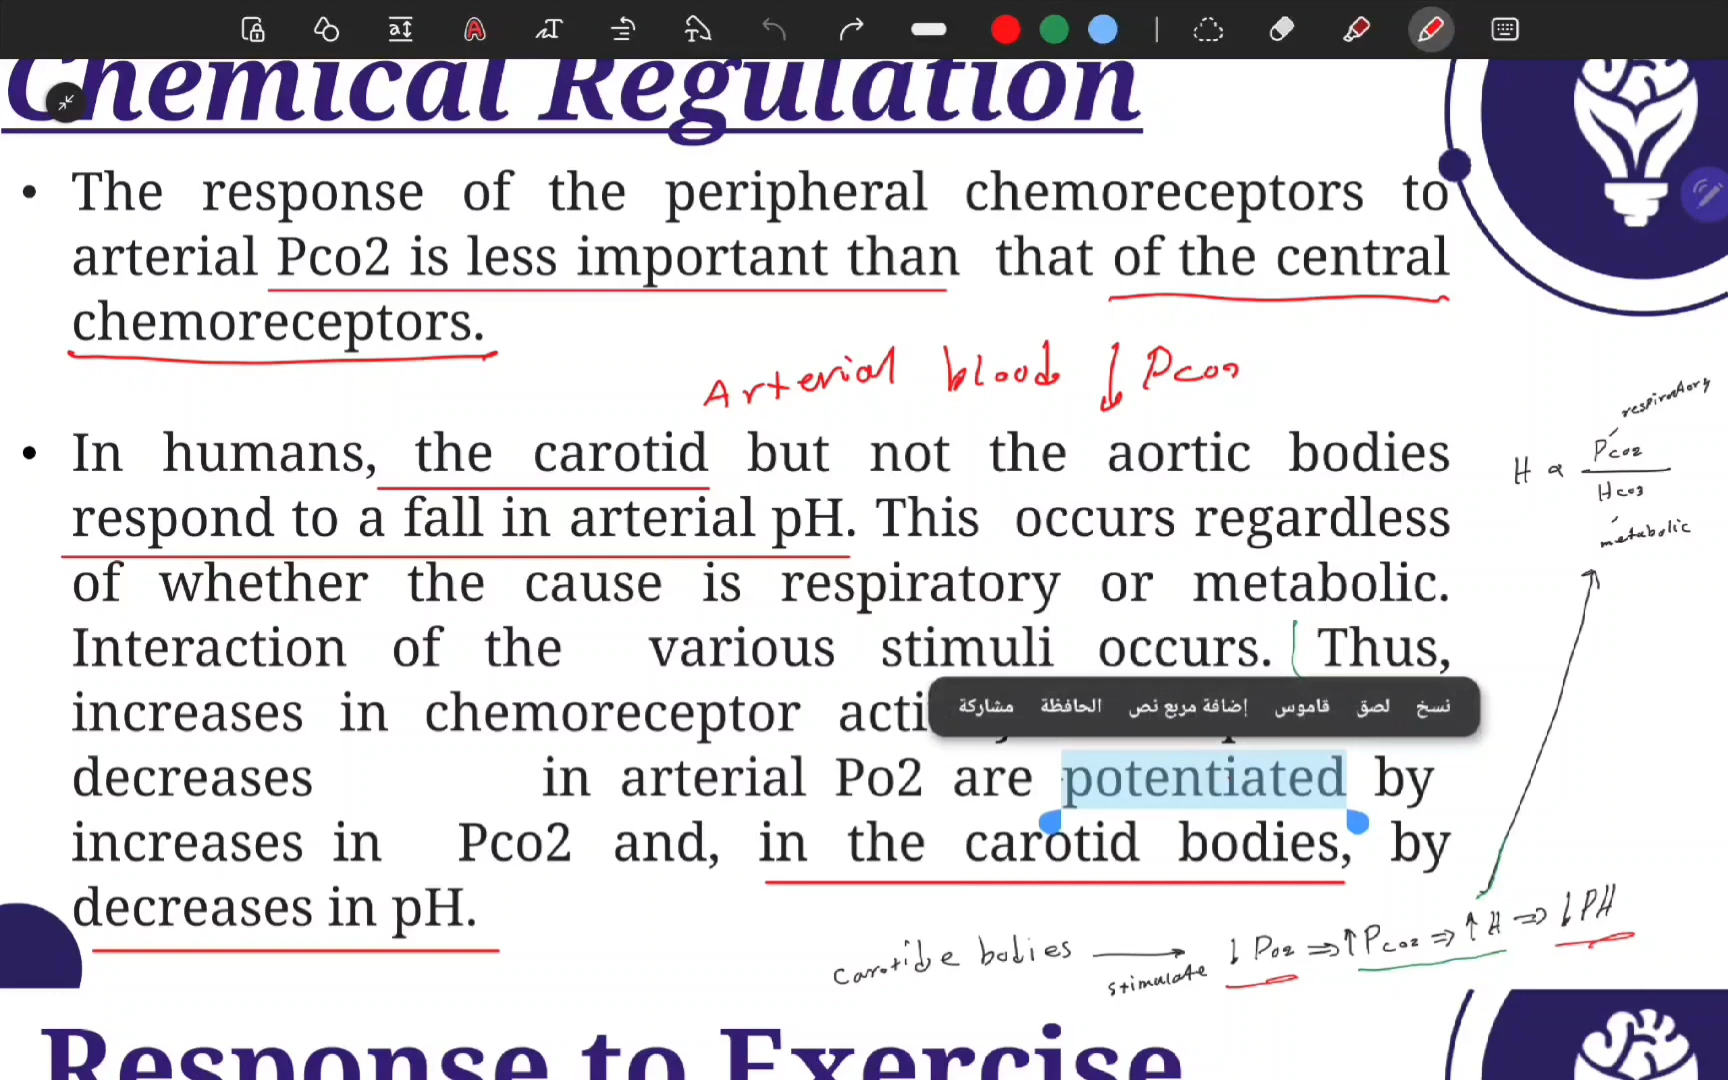 Chemical Regulation
• The response of the peripheral chemoreceptors to
arterial Pco2 is less important than that of the central
chemoreceptors.
Arterial blood ↓ Pco2
respiratory
• In humans, the carotid but not the aortic bodies
H ∝ Pco2
Hco3
respond to a fall in arterial pH. This occurs regardless
metabolic
of whether the cause is respiratory or metabolic.
Interaction of the various stimuli occurs. Thus,
increases in chemoreceptor acti
نسخ لصق قاموس إضافة مربع نص الحافظة مشاركة
decreases in arterial Po2 are potentiated by
increases in Pco2 and, in the carotid bodies, by
decreases in pH.
carotide bodies → stimulate ↓ Po2 ⇒ ↑ Pco2 ⇒ ↑ H ⇒ ↓ PH
Response to Exercise